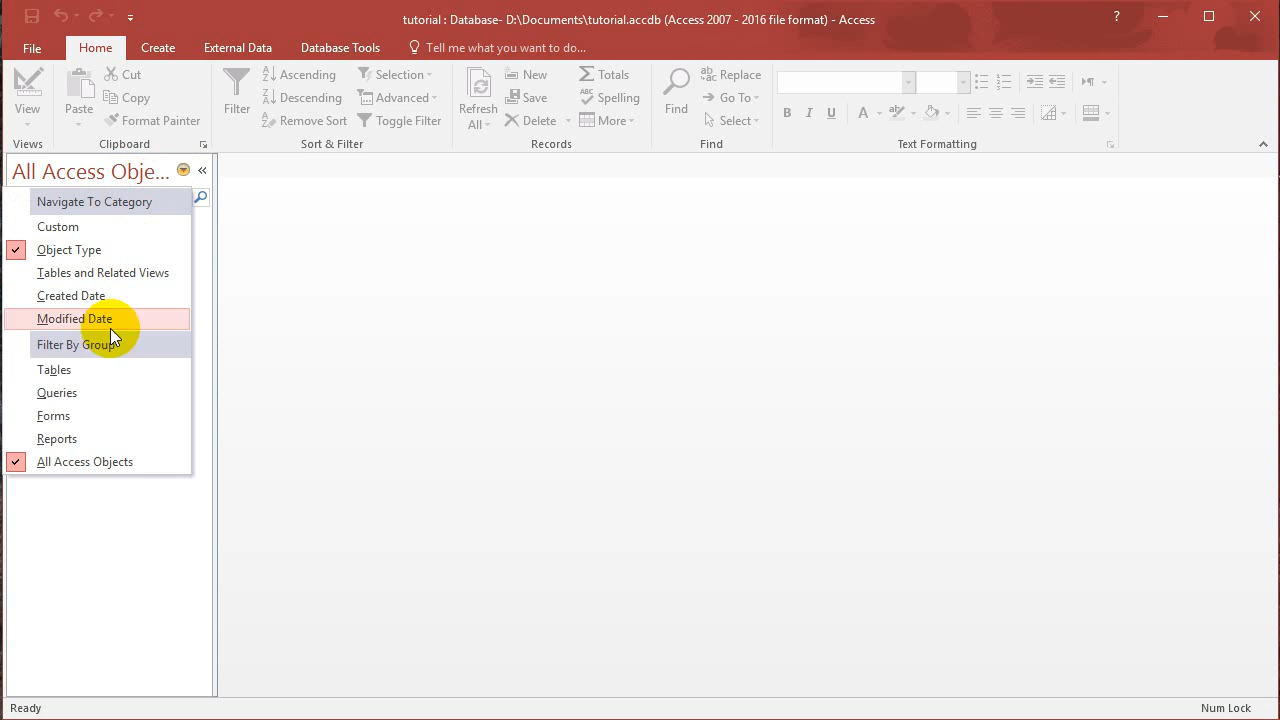 tutorial : Database- D:\Documents\tutorial.accdb (Access 2007 - 2016 file format) - Access
?
File Home Create External Data Database Tools Tell me what you want to do...
View
Views
Paste
Cut
Copy
Format Painter
Clipboard
Filter
Ascending
Descending
Remove Sort
Selection
Advanced
Toggle Filter
Sort & Filter
Refresh
All
New
Save
Delete
Totals
Spelling
More
Records
Find
Replace
Go To
Select
Find
B I U A
Text Formatting
All Access Obje...
Navigate To Category
Custom
Object Type
Tables and Related Views
Created Date
Modified Date
Filter By Group
Tables
Queries
Forms
Reports
All Access Objects
Ready
Num Lock